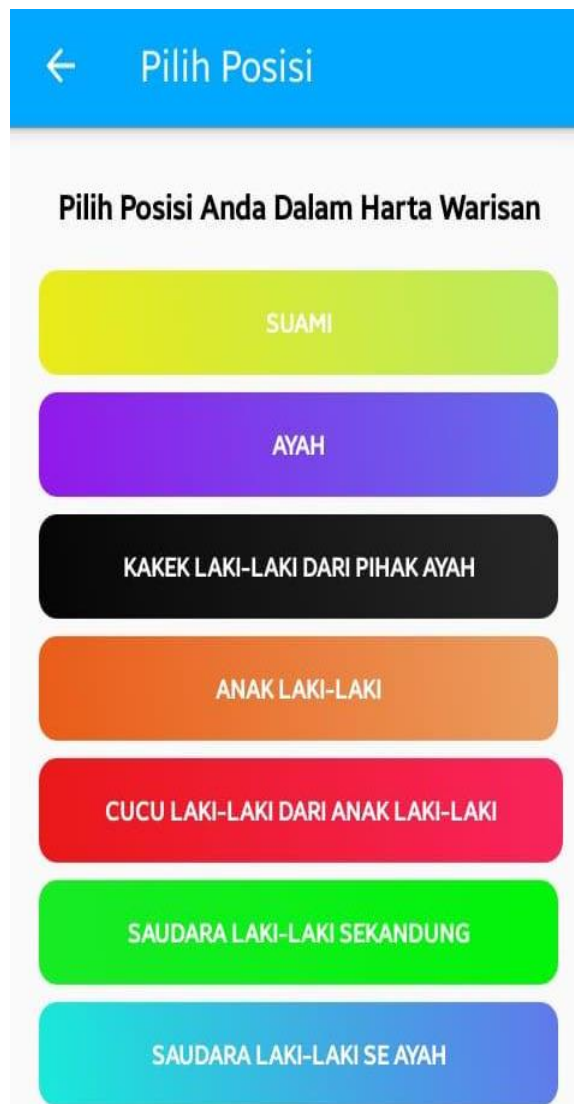 Pilih Posisi
Pilih Posisi Anda Dalam Harta Warisan
SUAMI
AYAH
KAKEK LAKI-LAKI DARI PIHAK AYAH
ANAK LAKI-LAKI
CUCU LAKI-LAKI DARI ANAK LAKI-LAKI
SAUDARA LAKI-LAKI SEKANDUNG
SAUDARA LAKI-LAKI SE AYAH